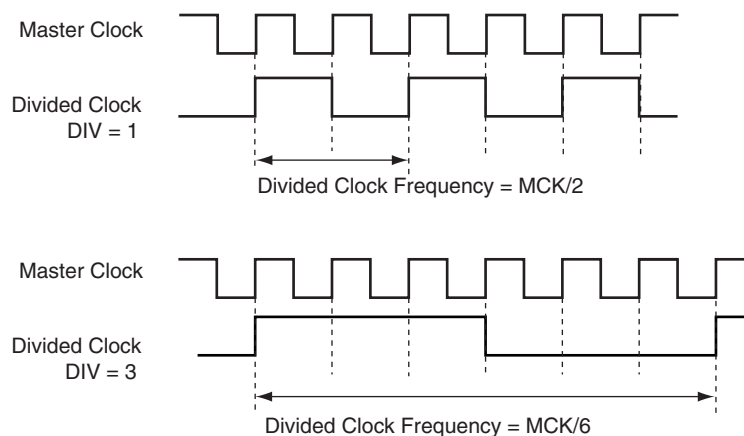 Master Clock
Divided Clock
DIV = 1
Divided Clock Frequency = MCK/2
Master Clock
Divided Clock
DIV = 3
Divided Clock Frequency = MCK/6